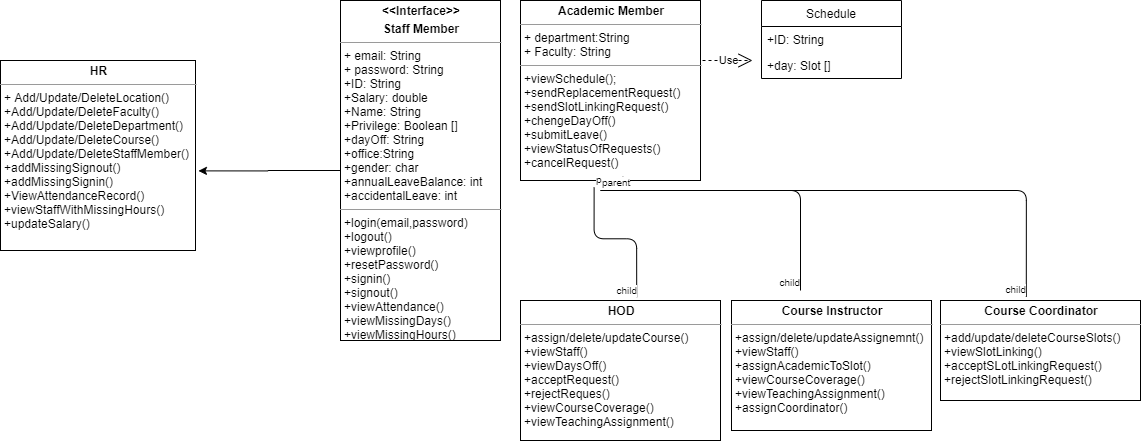 HR
+ Add/Update/DeleteLocation()
+Add/Update/DeleteFaculty()
+Add/Update/DeleteDepartment()
+Add/Update/DeleteCourse()
+Add/Update/DeleteStaffMember()
+addMissingSignout()
+addMissingSignin()
+ViewAttendanceRecord()
+viewStaffWithMissingHours()
+updateSalary()
<<Interface>>
Staff Member
+ email: String
+ password: String
+ID: String
+Salary: double
+Name: String
+Privilege: Boolean []
+dayOff: String
+office:String
+gender: char
+annualLeaveBalance: int
+accidentalLeave: int
+login(email,password)
+logout()
+viewprofile()
+resetPassword()
+signin()
+signout()
+viewAttendance()
+viewMissingDays()
+viewMissingHours()
Academic Member
+ department:String
+ Faculty: String
+viewSchedule();
+sendReplacementRequest()
+sendSlotLinkingRequest()
+chengeDayOff()
+submitLeave()
+viewStatusOfRequests()
+cancelRequest()
Use
Schedule
+ID: String
+day: Slot []
parent
child
child
child
HOD
+assign/delete/updateCourse()
+viewStaff()
+viewDaysOff()
+acceptRequest()
+rejectReques()
+viewCourseCoverage()
+viewTeachingAssignment()
Course Instructor
+assign/delete/updateAssignemnt()
+viewStaff()
+assignAcademicToSlot()
+viewCourseCoverage()
+viewTeachingAssignment()
+assignCoordinator()
Course Coordinator
+add/update/deleteCourseSlots()
+viewSlotLinking()
+acceptSLotLinkingRequest()
+rejectSlotLinkingRequest()